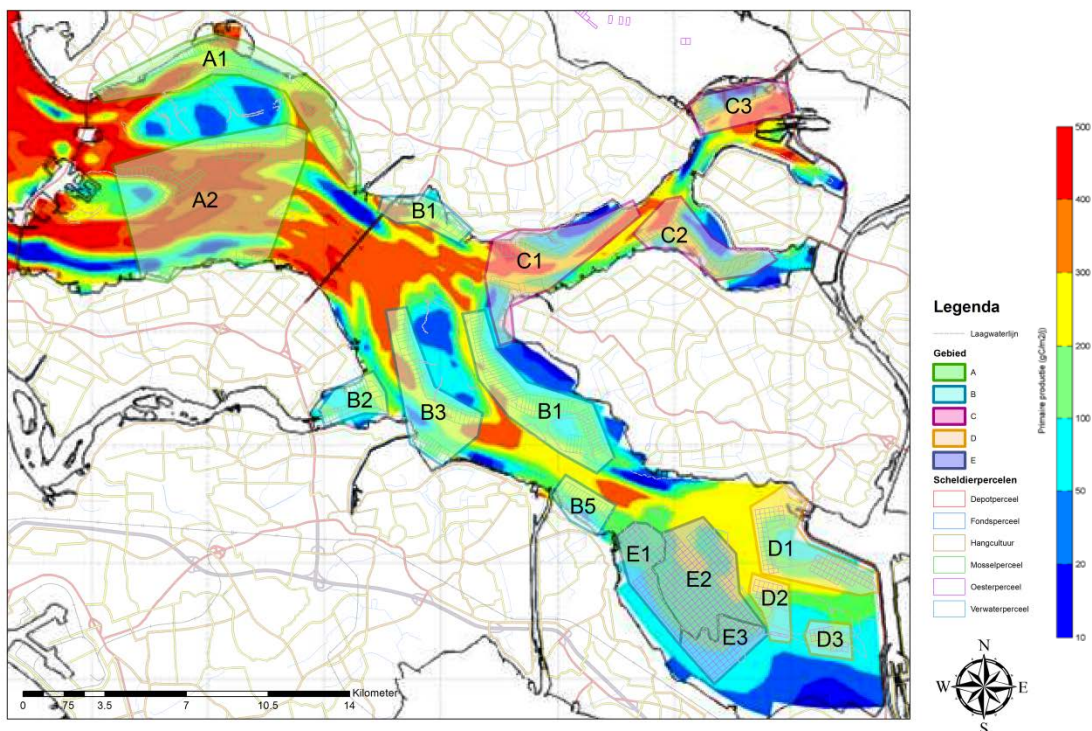 A1
A2
B1
C1
C2
C3
B2
B3
B1
B5
E1
E2
E3
D1
D2
D3
Kilometer
0 1.75 3.5 7 10.5 14
Legenda
Laagwaterlijn
Gebied
A
B
C
D
E
Scheldierpercelen
Depotperceel
Fondsperceel
Hangcultuur
Mosselperceel
Oesterperceel
Verwaterperceel
500
400
300
200
100
50
20
10
Primaire productie (gC/m2/j)
N
W E
S